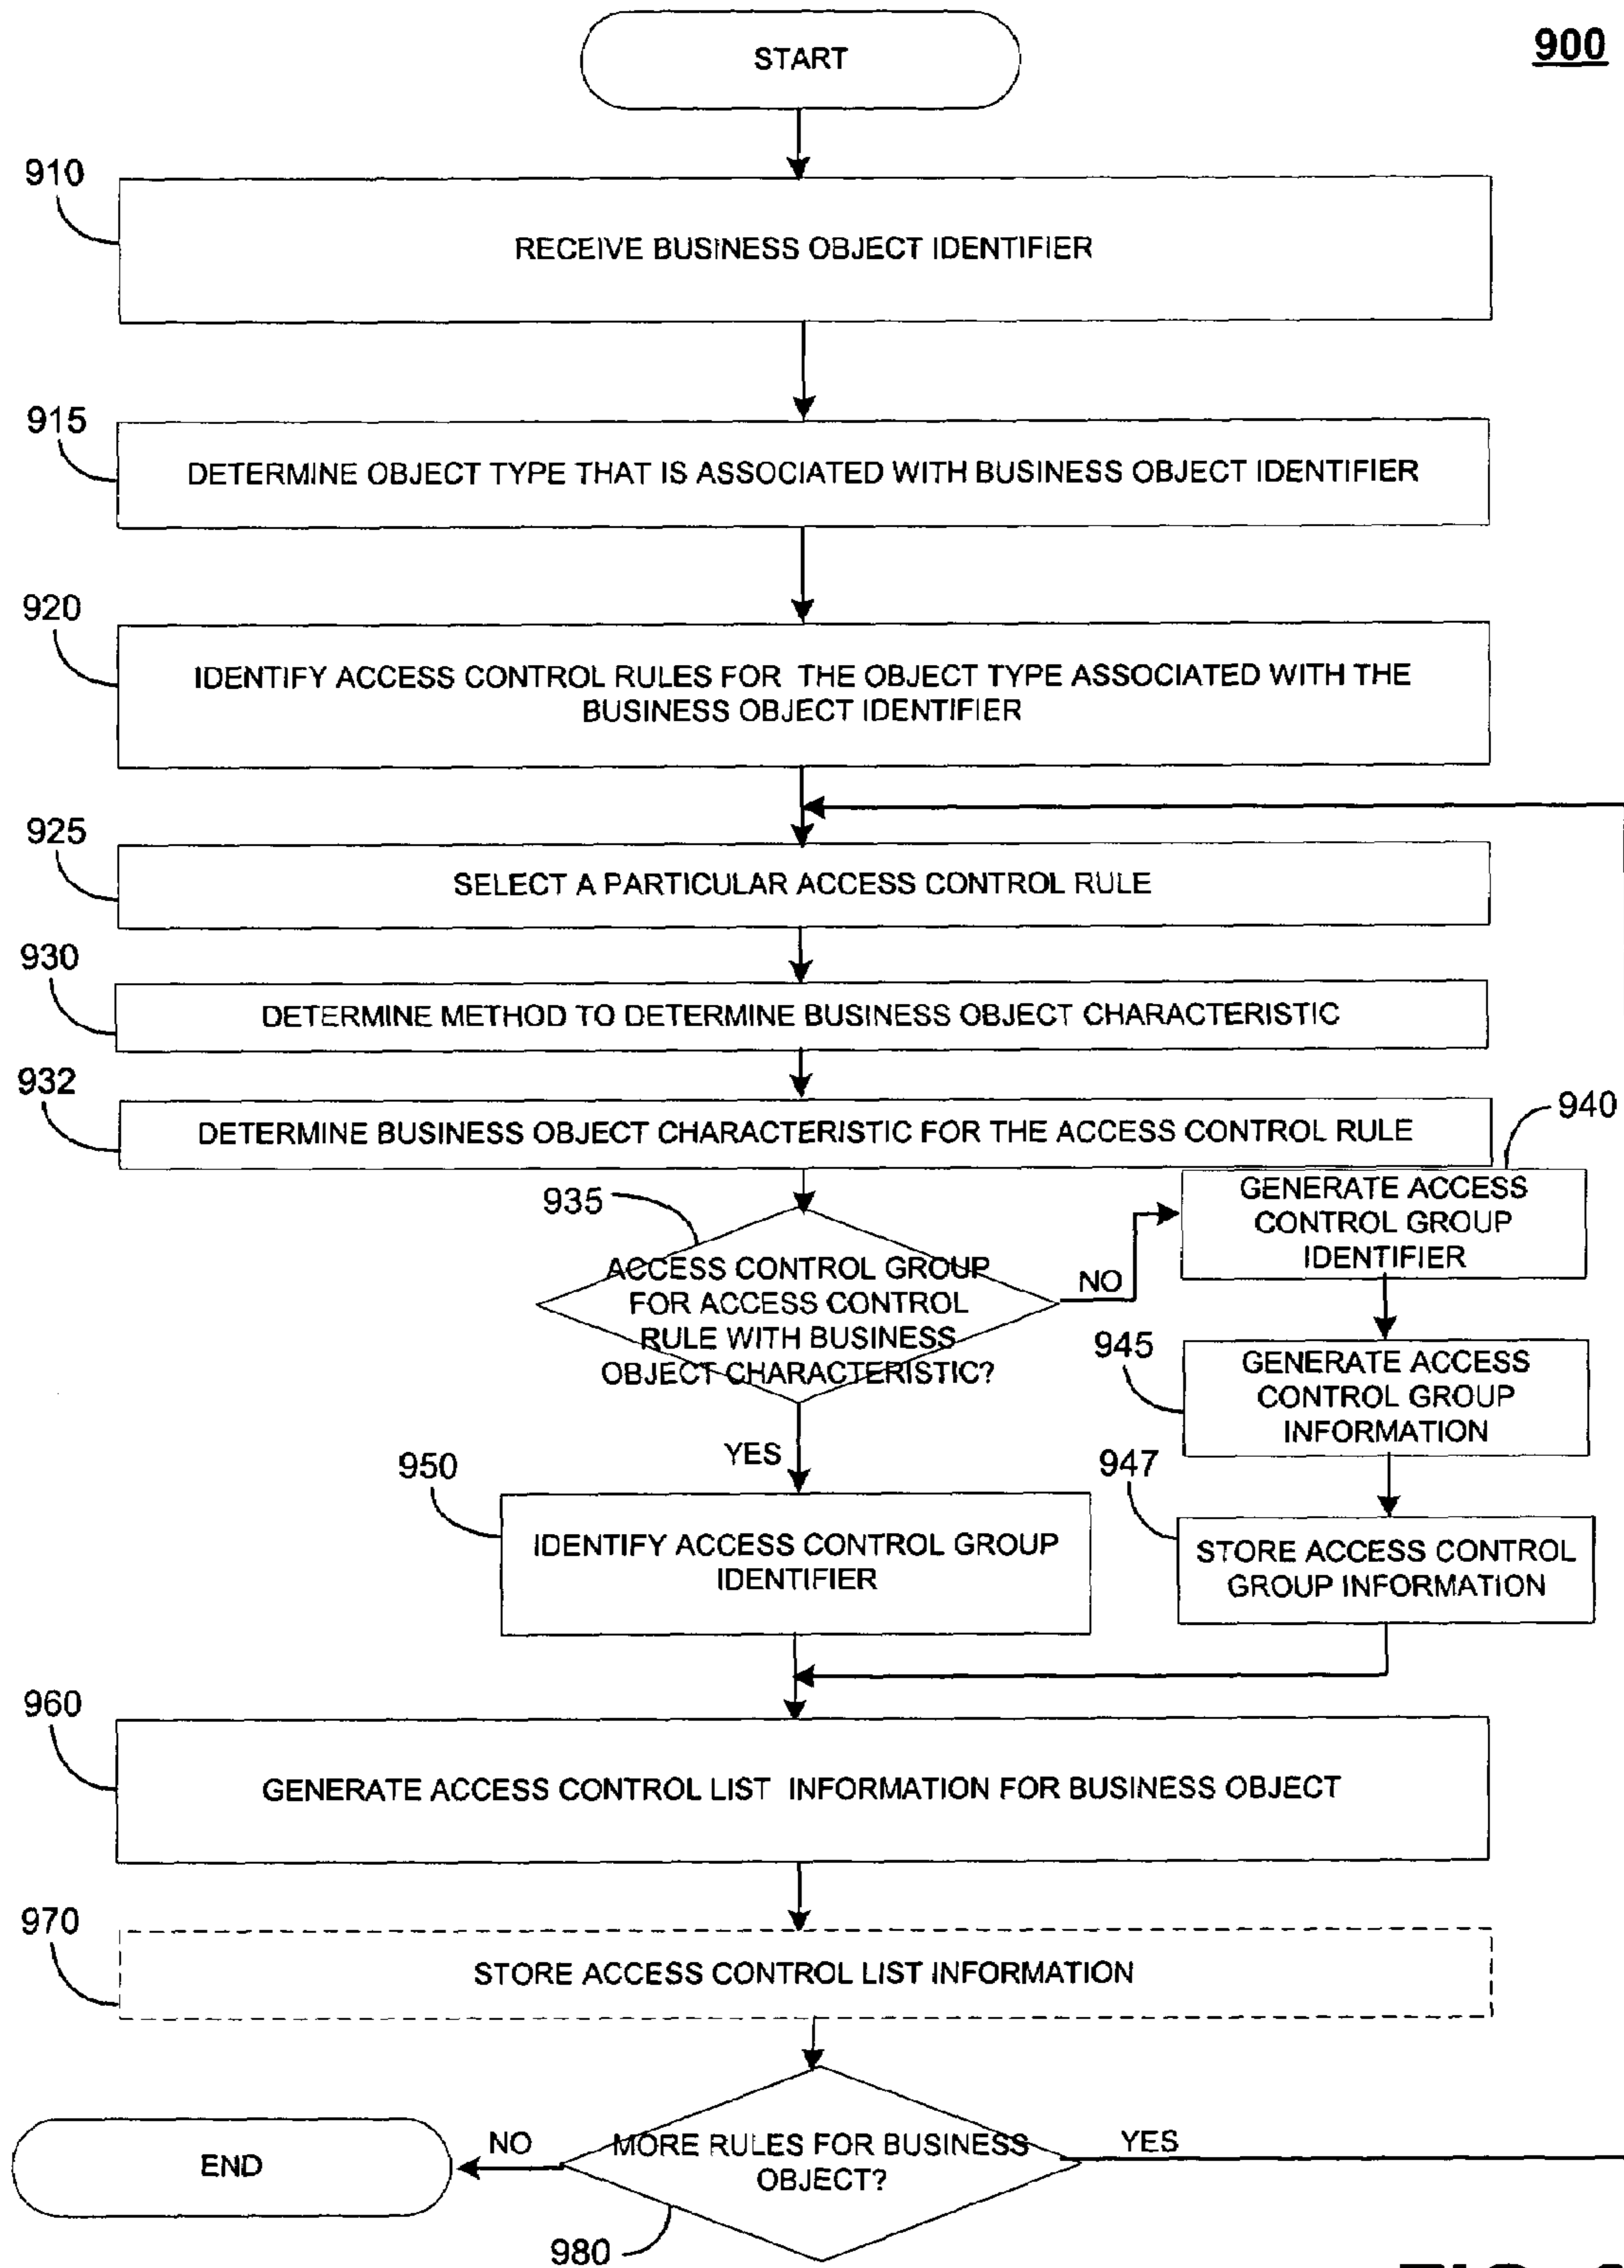 START
900
910
RECEIVE BUSINESS OBJECT IDENTIFIER
915
DETERMINE OBJECT TYPE THAT IS ASSOCIATED WITH BUSINESS OBJECT IDENTIFIER
920
IDENTIFY ACCESS CONTROL RULES FOR THE OBJECT TYPE ASSOCIATED WITH THE
BUSINESS OBJECT IDENTIFIER
925
SELECT A PARTICULAR ACCESS CONTROL RULE
930
DETERMINE METHOD TO DETERMINE BUSINESS OBJECT CHARACTERISTIC
932
DETERMINE BUSINESS OBJECT CHARACTERISTIC FOR THE ACCESS CONTROL RULE
935
ACCESS CONTROL GROUP
FOR ACCESS CONTROL
RULE WITH BUSINESS
OBJECT CHARACTERISTIC?
NO
940
GENERATE ACCESS
CONTROL GROUP
IDENTIFIER
945
GENERATE ACCESS
CONTROL GROUP
INFORMATION
YES
950
IDENTIFY ACCESS CONTROL GROUP
IDENTIFIER
947
STORE ACCESS CONTROL
GROUP INFORMATION
960
GENERATE ACCESS CONTROL LIST INFORMATION FOR BUSINESS OBJECT
970
STORE ACCESS CONTROL LIST INFORMATION
END
NO
MORE RULES FOR BUSINESS
OBJECT?
YES
980